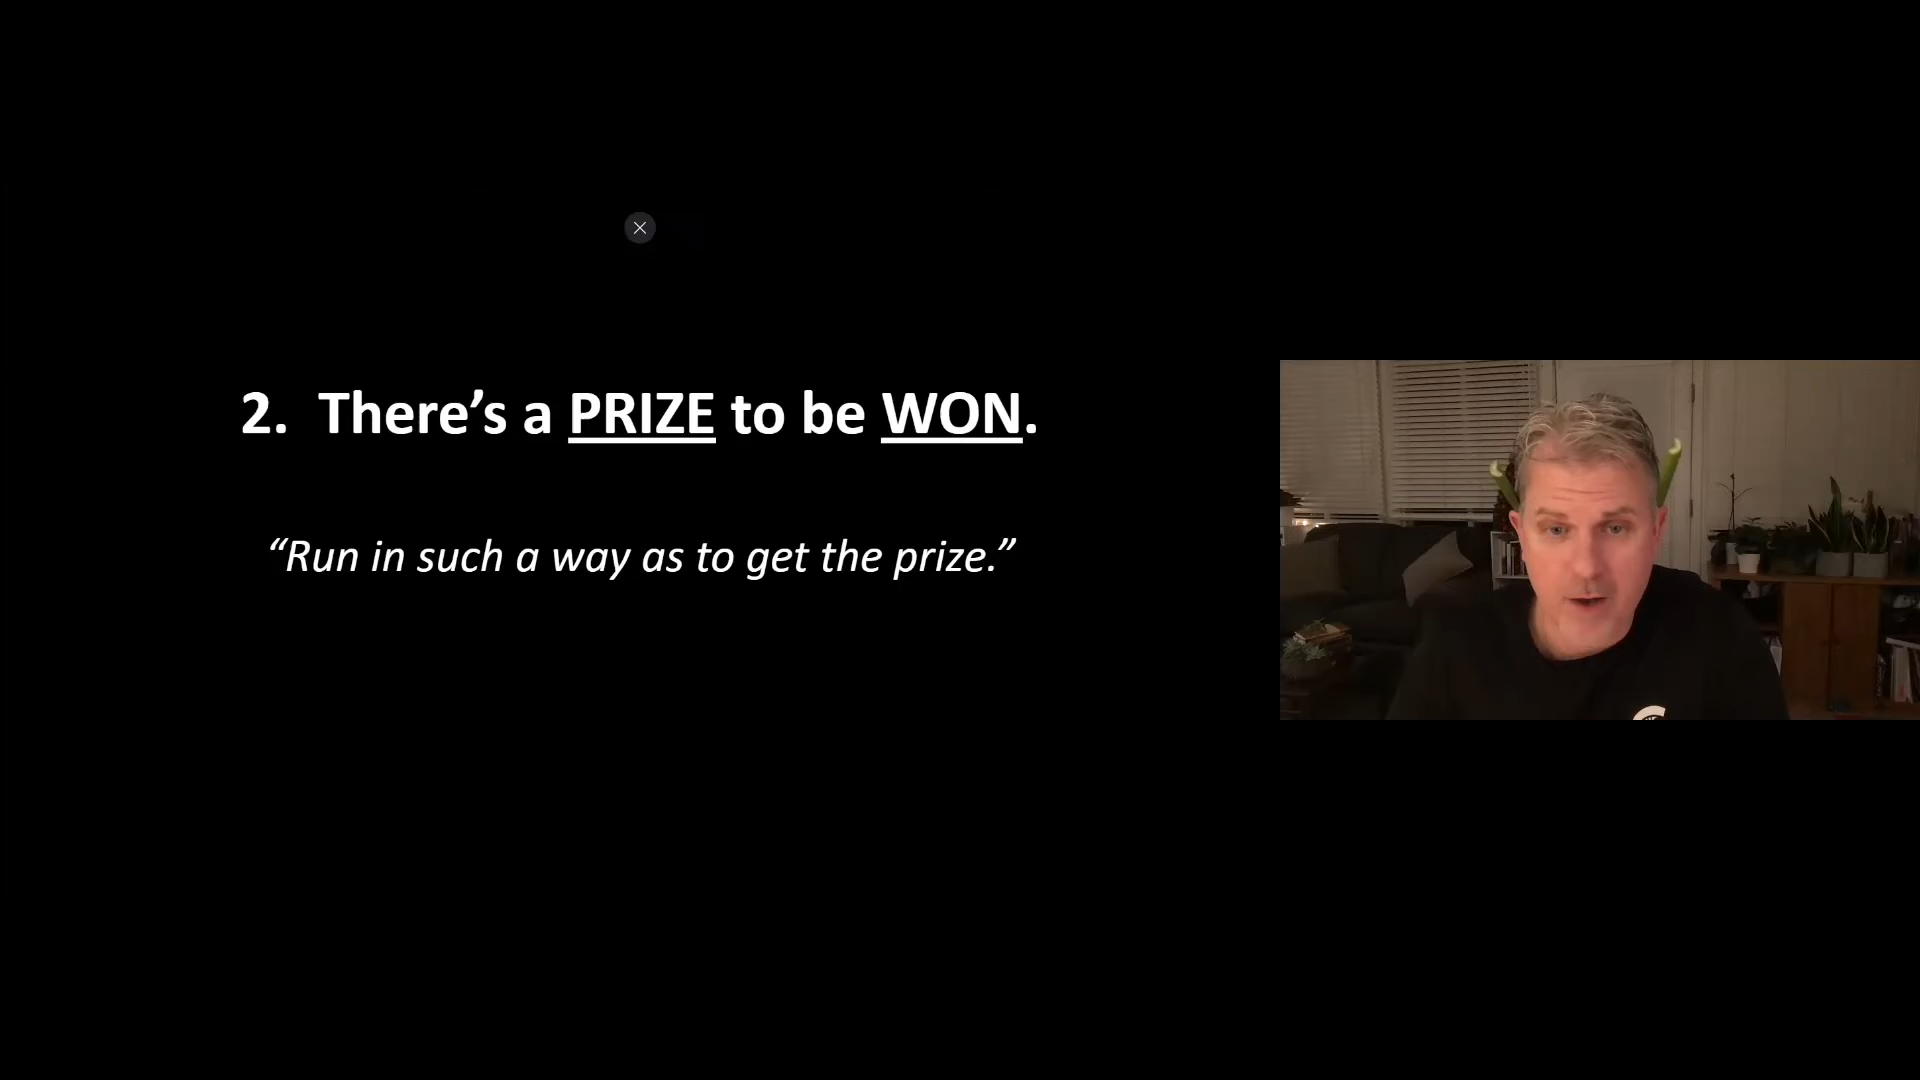 2. There’s a PRIZE to be WON.
“Run in such a way as to get the prize.”